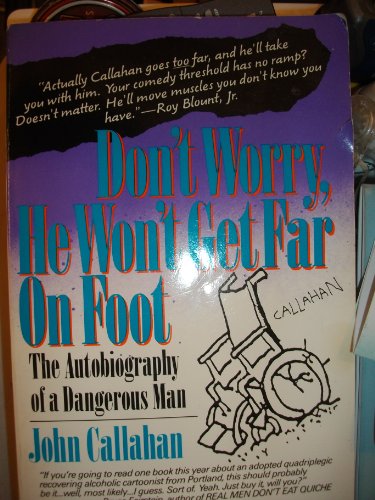 "Actually Callahan goes too far, and he'll take
you with him. Your comedy threshold has no ramp?
Doesn't matter. He'll move muscles you don't know you
have."—Roy Blount, Jr.
Don't Worry,
He Won't Get Far
On Foot
CALLAHAN
The Autobiography
of a Dangerous Man
John Callahan
"If you're going to read one book this year about an adopted quadriplegic
recovering alcoholic cartoonist from Portland, this should probably
be it...well, most likely...I guess. Sort of. Yeah. Just buy it, will you?"
author of REAL MEN DON'T EAT QUICHE